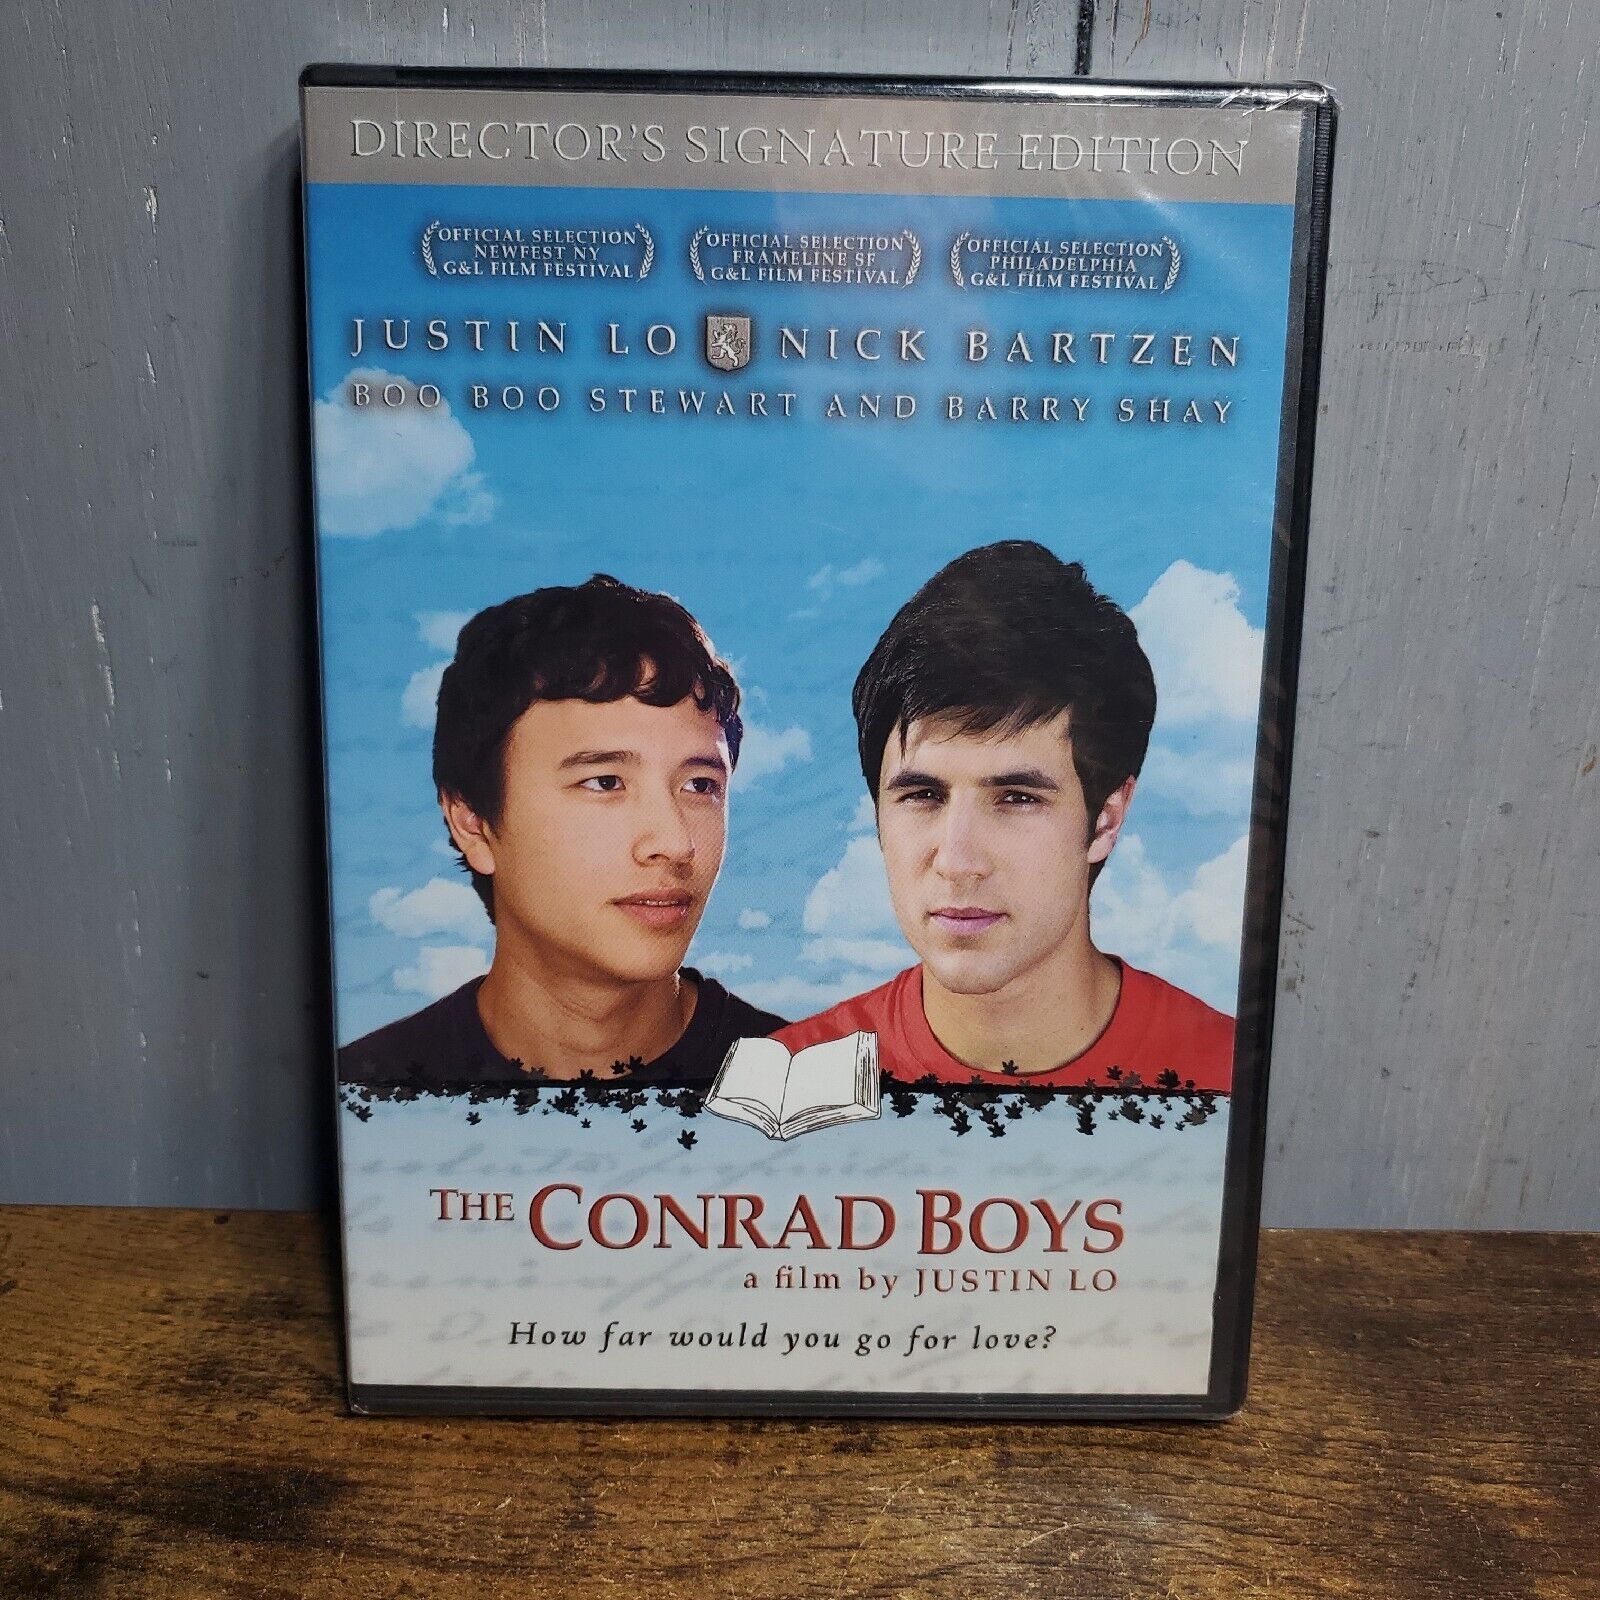 DIRECTOR'S SIGNATURE EDITION
OFFICIAL SELECTION
NEWFEST NY
G&L FILM FESTIVAL
OFFICIAL SELECTION
FRAMELINE SF
G&L FILM FESTIVAL
OFFICIAL SELECTION
PHILADELPHIA
G&L FILM FESTIVAL
JUSTIN LO NICK BARTZEN
BOO BOO STEWART AND BARRY SHAY
THE CONRAD BOYS
a film by JUSTIN LO
How far would you go for love?